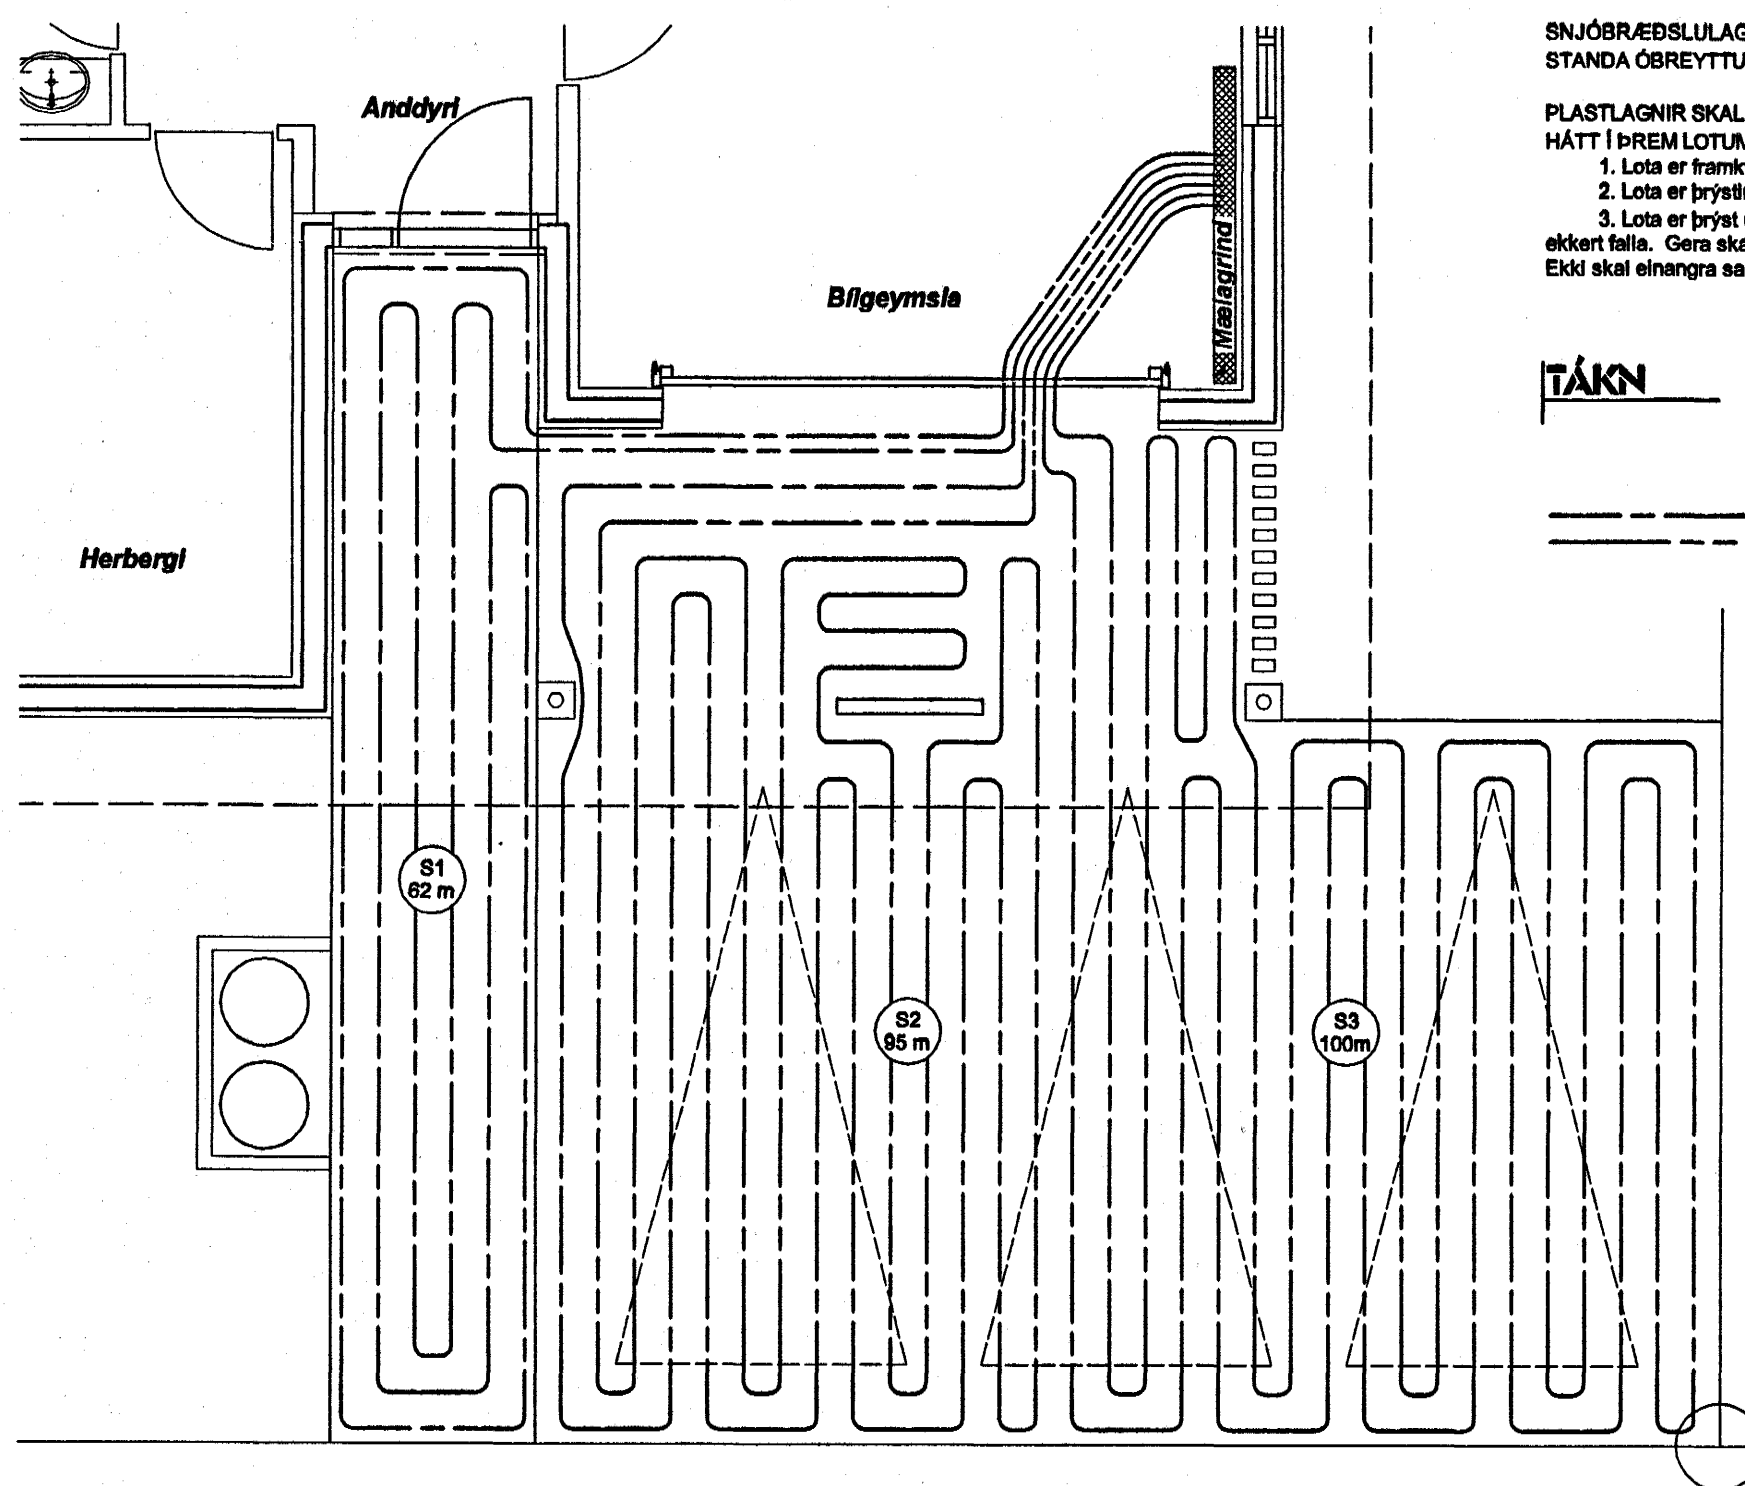 SNJÓBRÆÐSLULAG
STANDA ÓBREYTTU
PLASTLAGNIR SKAL
HÁTT Í ÞREM LOTUM
1. Lota er framk
2. Lota er þrýsti
3. Lota er þrýst
ekkert falla. Gera ska
Ekki skal einangra sa
TÁKN
Anddyri
Bílgeymsla
Mælagrind
Herbergi
S1
62 m
S2
95 m
S3
100m